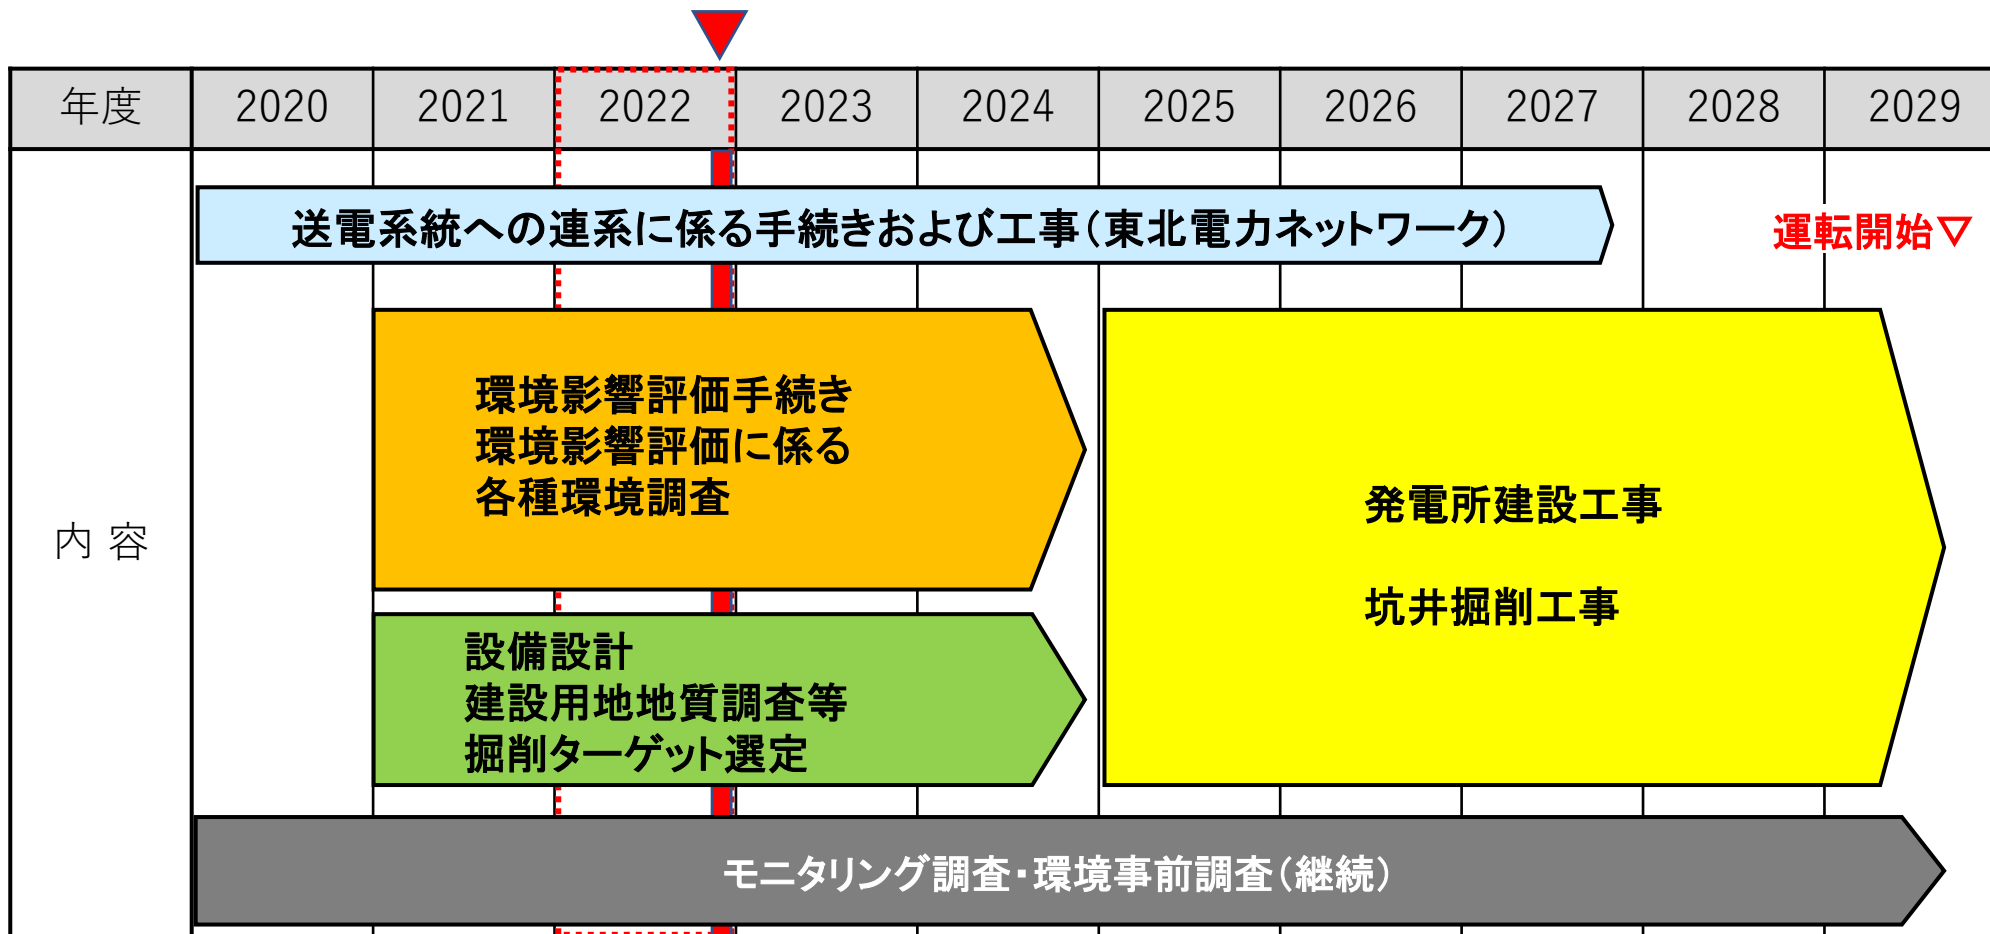 年度 2020 2021 2022 2023 2024 2025 2026 2027 2028 2029
送電系統への連系に係る手続きおよび工事（東北電力ネットワーク）
運転開始▽
環境影響評価手続き
環境影響評価に係る
各種環境調査
発電所建設工事
坑井掘削工事
内 容
設備設計
建設用地地質調査等
掘削ターゲット選定
モニタリング調査・環境事前調査（継続）